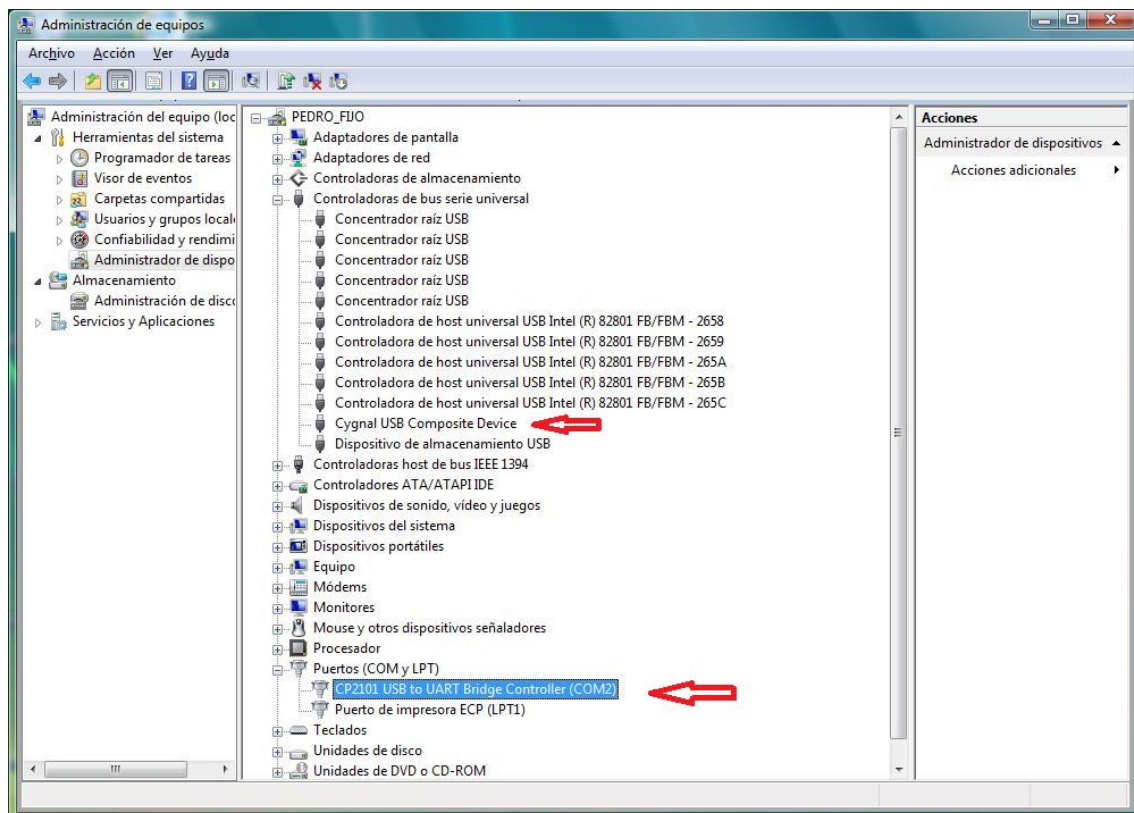 Administración de equipos
Archivo Acción Ver Ayuda
Administración del equipo (loc
Herramientas del sistema
Programador de tareas
Visor de eventos
Carpetas compartidas
Usuarios y grupos local
Confiabilidad y rendimi
Administrador de dispo
Almacenamiento
Administración de disco
Servicios y Aplicaciones
PEDRO_FIJO
Adaptadores de pantalla
Adaptadores de red
Controladoras de almacenamiento
Controladoras de bus serie universal
Concentrador raíz USB
Concentrador raíz USB
Concentrador raíz USB
Concentrador raíz USB
Concentrador raíz USB
Controladora de host universal USB Intel (R) 82801 FB/FBM - 2658
Controladora de host universal USB Intel (R) 82801 FB/FBM - 2659
Controladora de host universal USB Intel (R) 82801 FB/FBM - 265A
Controladora de host universal USB Intel (R) 82801 FB/FBM - 265B
Controladora de host universal USB Intel (R) 82801 FB/FBM - 265C
Cygnal USB Composite Device
Dispositivo de almacenamiento USB
Controladoras host de bus IEEE 1394
Controladores ATA/ATAPI IDE
Dispositivos de sonido, vídeo y juegos
Dispositivos del sistema
Dispositivos portátiles
Equipo
Módems
Monitores
Mouse y otros dispositivos señaladores
Procesador
Puertos (COM y LPT)
CP2101 USB to UART Bridge Controller (COM2)
Puerto de impresora ECP (LPT1)
Teclados
Unidades de disco
Unidades de DVD o CD-ROM
Acciones
Administrador de dispositivos
Acciones adicionales